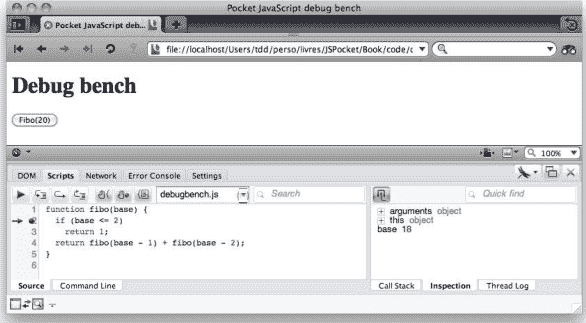 Pocket JavaScript debug bench
Pocket JavaScript deb...
file://localhost/Users/tdd/perso/livres/JSPocket/Book/code/c
Debug bench
Fibo(20)
100%
DOM Scripts Network Error Console Settings
debugbench.js Search Quick find
1 function fibo(base) {
2 if (base <= 2)
3 return 1;
4 return fibo(base - 1) + fibo(base - 2);
5 }
6
arguments object
this object
base 18
Source Command Line Call Stack Inspection Thread Log